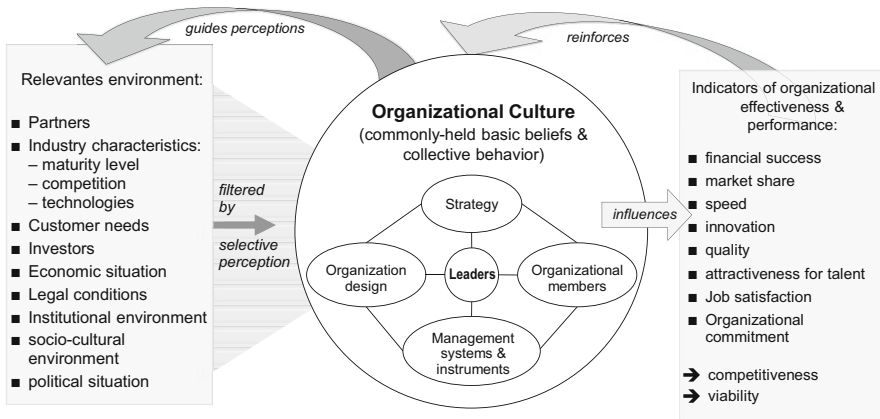 guides perceptions
reinforces
Relevantes environment:
■ Partners
■ Industry characteristics:
– maturity level
– competition
– technologies
■ Customer needs
■ Investors
■ Economic situation
■ Legal conditions
■ Institutional environment
■ socio-cultural
environment
■ political situation
filtered
by
selective
perception
Organizational Culture
(commonly-held basic beliefs &
collective behavior)
Strategy
Organization
design
Leaders
Organizational
members
Management
systems &
instruments
influences
Indicators of organizational
effectiveness &
performance:
■ financial success
■ market share
■ speed
■ innovation
■ quality
■ attractiveness for talent
■ Job satisfaction
■ Organizational
commitment
➔ competitiveness
➔ viability